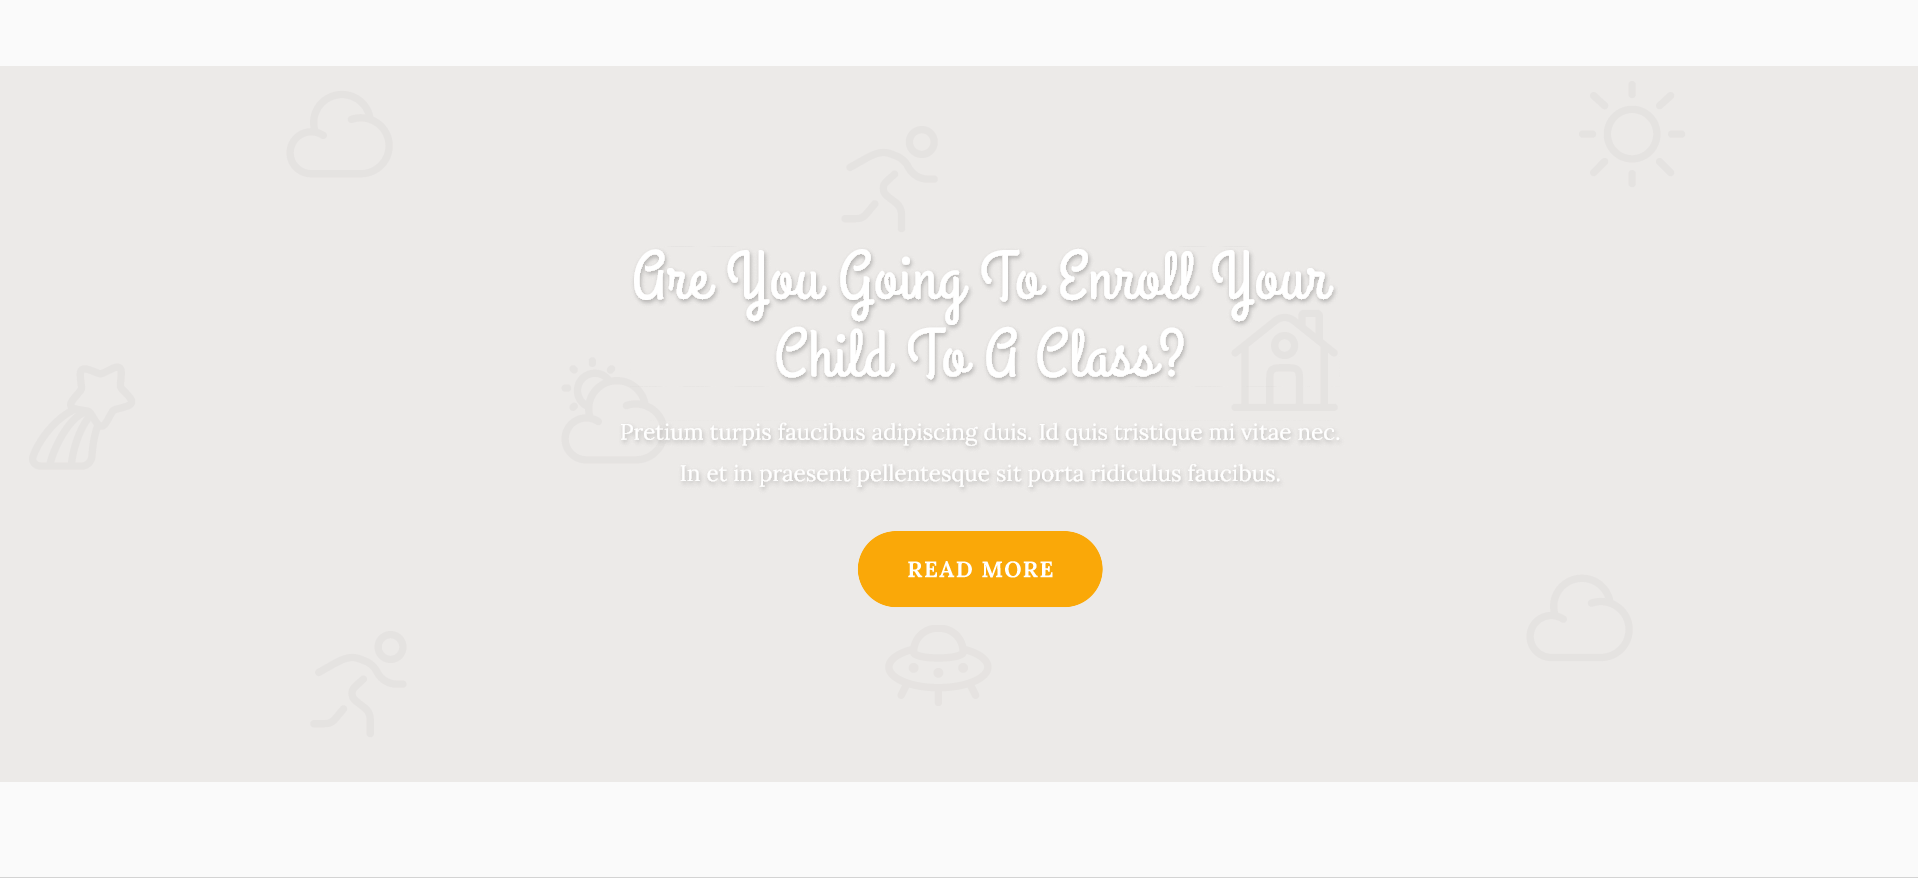 Are You Going To Enroll Your
Child To A Class?
Pretium turpis faucibus adipiscing duis. Id quis tristique mi vitae nec.
In et in praesent pellentesque sit porta ridiculus faucibus.
READ MORE